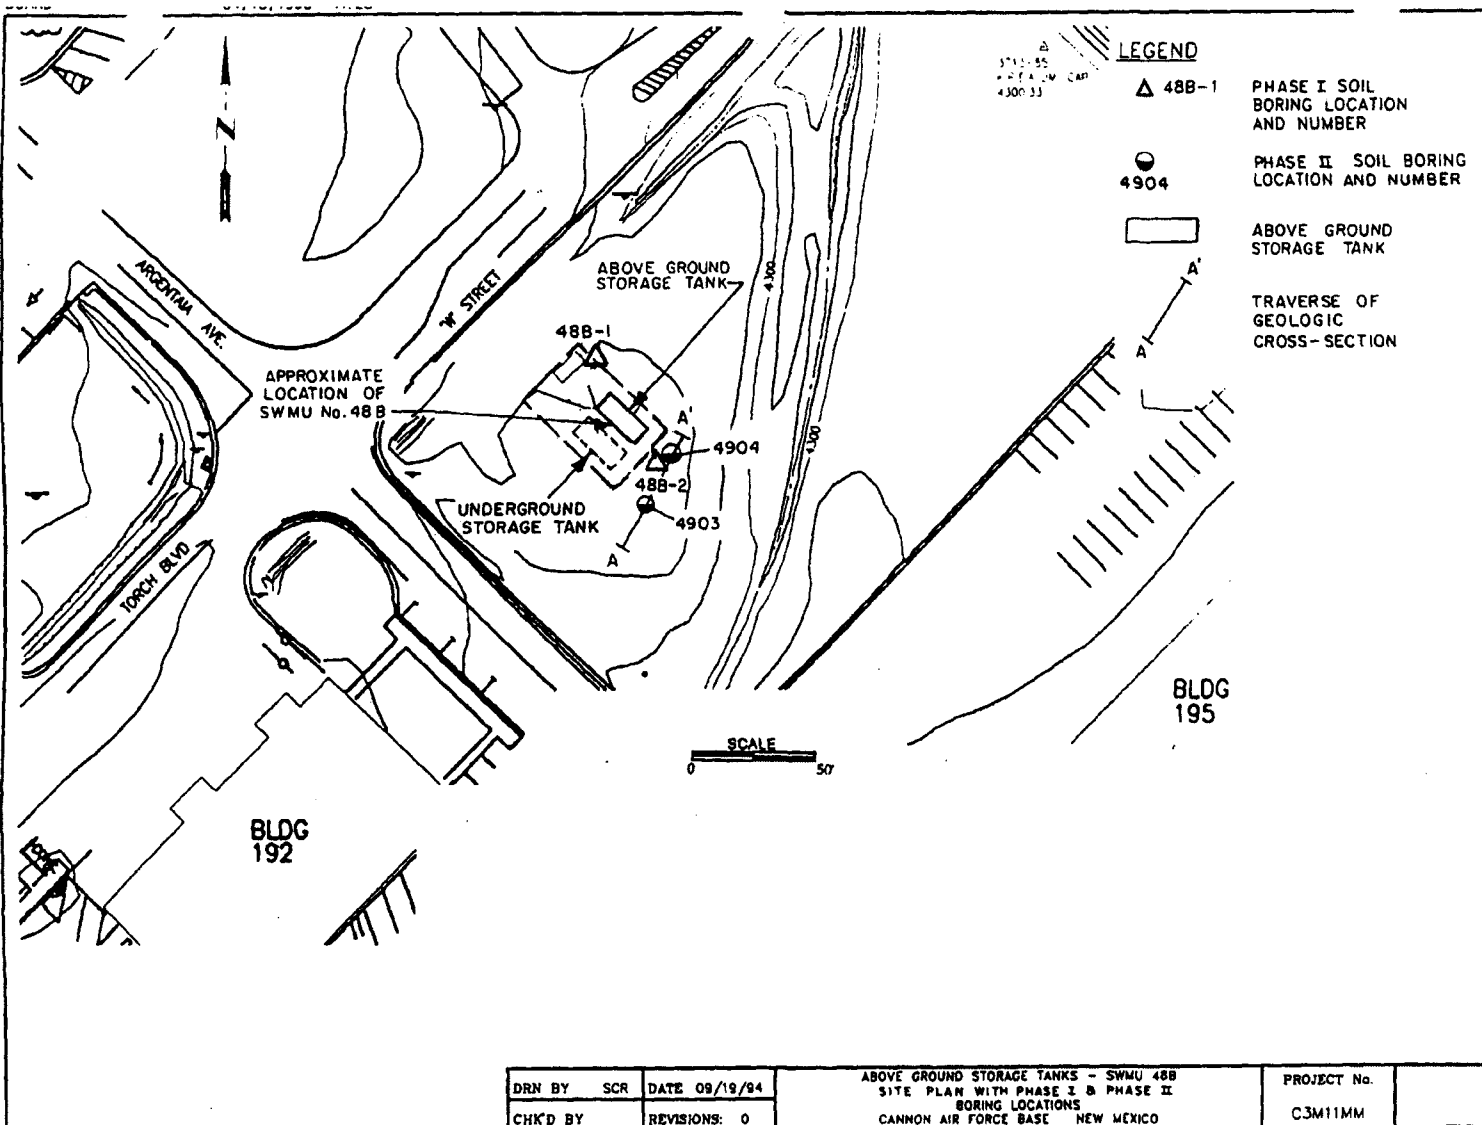 LEGEND
48B-1
PHASE I SOIL
BORING LOCATION
AND NUMBER
4904
PHASE II SOIL BORING
LOCATION AND NUMBER
ABOVE GROUND
STORAGE TANK
A'
A
TRAVERSE OF
GEOLOGIC
CROSS-SECTION
N
4300.33
ARGENTAIA AVE.
"W" STREET
ABOVE GROUND
STORAGE TANK
4300
48B-1
APPROXIMATE
LOCATION OF
SWMU No. 48B
A'
4904
4300
48B-2
UNDERGROUND
STORAGE TANK
4903
A
TORCH BLVD
BLDG
195
SCALE
0 50'
BLDG
192
DRN BY SCR
DATE 09/19/94
CHK'D BY
REVISIONS: 0
ABOVE GROUND STORAGE TANKS - SWMU 48B
SITE PLAN WITH PHASE I & PHASE II
BORING LOCATIONS
CANNON AIR FORCE BASE NEW MEXICO
PROJECT No.
C3M11MM